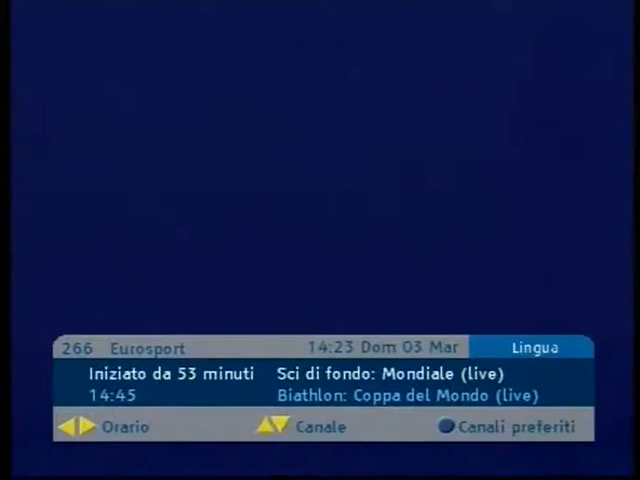 266 Eurosport 14:23 Dom 03 Mar Lingua
Iniziato da 53 minuti Sci di fondo: Mondiale (live)
14:45 Biathlon: Coppa del Mondo (live)
Orario Canale Canali preferiti